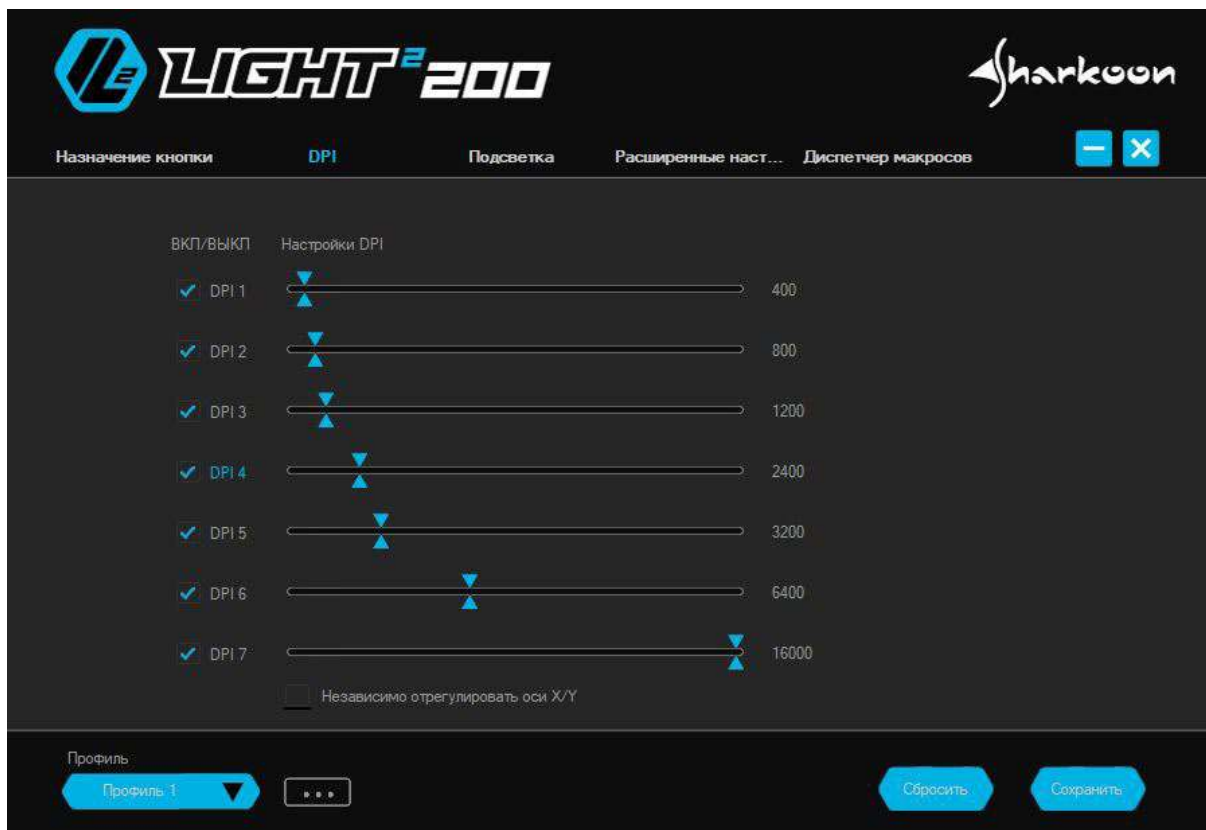 LIGHT² 200
Sharkoon
Назначение кнопки DPI Подсветка Расширенные наст... Диспетчер макросов
ВКЛ/ВЫКЛ Настройки DPI
DPI 1 400
DPI 2 800
DPI 3 1200
DPI 4 2400
DPI 5 3200
DPI 6 6400
DPI 7 16000
Независимо отрегулировать оси X/Y
Профиль
Профиль 1 ... Сбросить Сохранить